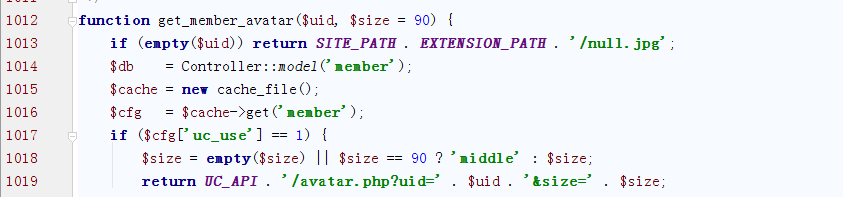 1012 function get_member_avatar($uid, $size = 90) {
1013 if (empty($uid)) return SITE_PATH . EXTENSION_PATH . '/null.jpg';
1014 $db = Controller::model('member');
1015 $cache = new cache_file();
1016 $cfg = $cache->get('member');
1017 if ($cfg['uc_use'] == 1) {
1018 $size = empty($size) || $size == 90 ? 'middle' : $size;
1019 return UC_API . '/avatar.php?uid=' . $uid . '&size=' . $size;